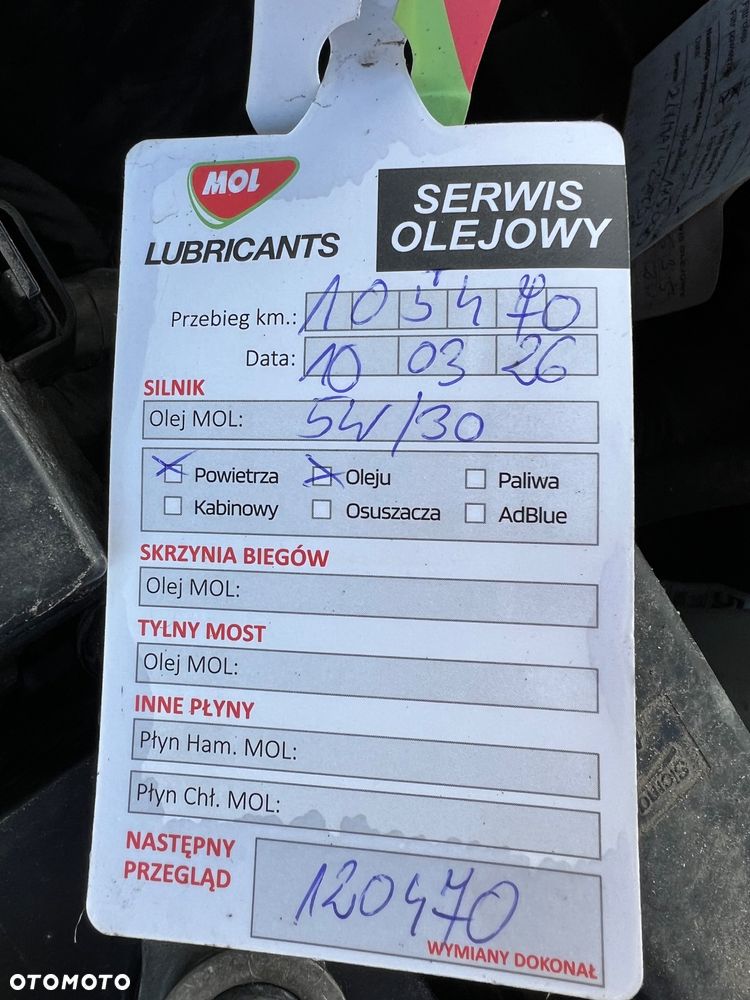 MOL
LUBRICANTS
SERWIS
OLEJOWY
Przebieg km.: 105470
Data: 10 03 26
SILNIK
Olej MOL: 5W/30
Powietrza Oleju Paliwa
Kabinowy Osuszacza AdBlue
SKRZYNIA BIEGÓW
Olej MOL:
TYLNY MOST
Olej MOL:
INNE PŁYNY
Płyn Ham. MOL:
Płyn Chł. MOL:
NASTĘPNY
PRZEGLĄD
120470
WYMIANY DOKONAŁ
OTOMOTO